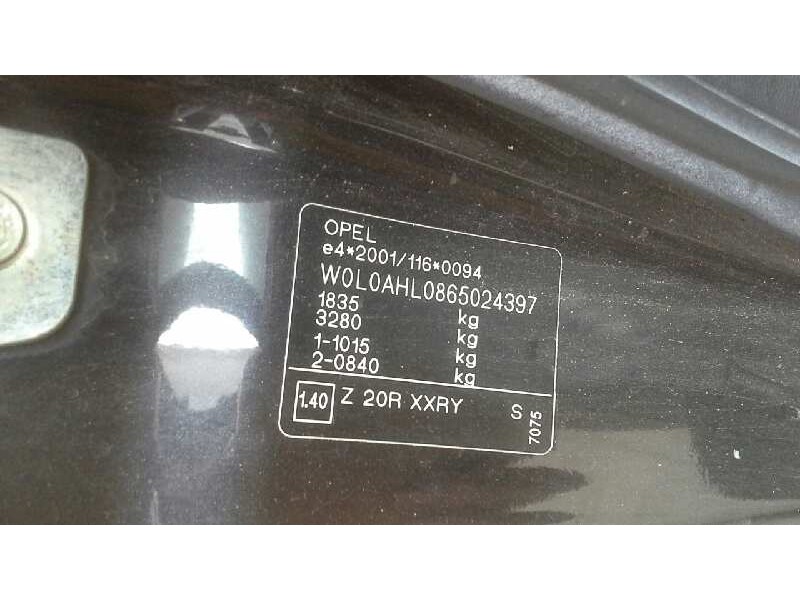 OPEL
e4*2001/116*0094
W0L0AHL0865024397
1835 kg
3280 kg
1-1015 kg
2-0840 kg
1.40 Z 20R XXRY S
7075